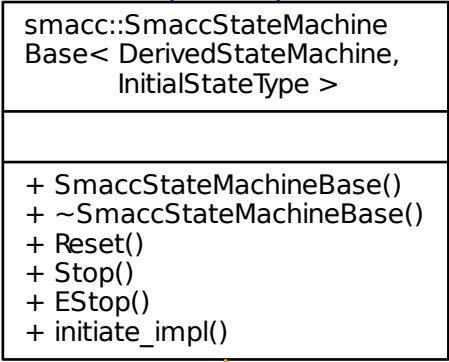 smacc::SmaccStateMachine
Base< DerivedStateMachine,
InitialStateType >
+ SmaccStateMachineBase()
+ ~SmaccStateMachineBase()
+ Reset()
+ Stop()
+ EStop()
+ initiate_impl()